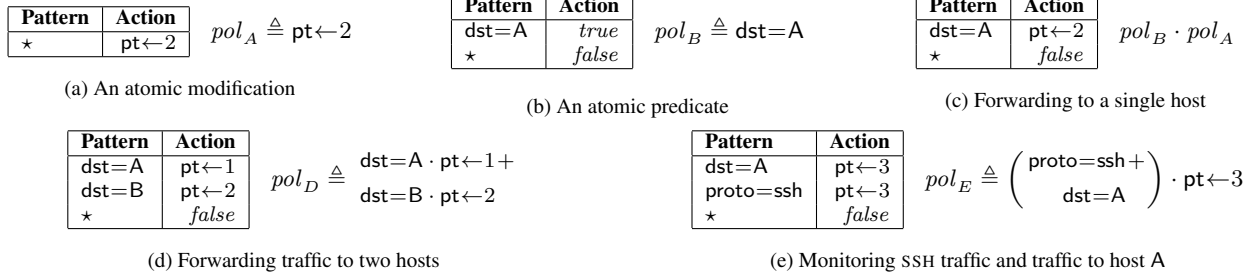 Pattern Action
⋆ pt←2
pol_A ≜ pt←2
(a) An atomic modification
Pattern Action
dst=A true
⋆ false
pol_B ≜ dst=A
(b) An atomic predicate
Pattern Action
dst=A pt←2
⋆ false
pol_B · pol_A
(c) Forwarding to a single host
Pattern Action
dst=A pt←1
dst=B pt←2
⋆ false
pol_D ≜ dst=A · pt←1+
dst=B · pt←2
(d) Forwarding traffic to two hosts
Pattern Action
dst=A pt←3
proto=ssh pt←3
⋆ false
pol_E ≜ ( proto=ssh+
dst=A ) · pt←3
(e) Monitoring SSH traffic and traffic to host A